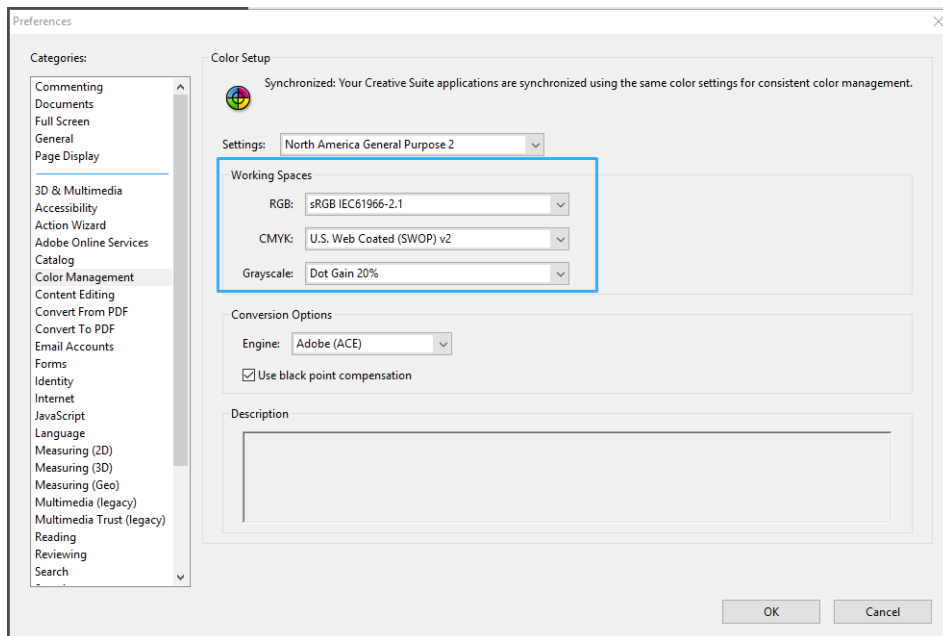 Preferences
Categories:
Commenting
Documents
Full Screen
General
Page Display
3D & Multimedia
Accessibility
Action Wizard
Adobe Online Services
Catalog
Color Management
Content Editing
Convert From PDF
Convert To PDF
Email Accounts
Forms
Identity
Internet
JavaScript
Language
Measuring (2D)
Measuring (3D)
Measuring (Geo)
Multimedia (legacy)
Multimedia Trust (legacy)
Reading
Reviewing
Search
Color Setup
Synchronized: Your Creative Suite applications are synchronized using the same color settings for consistent color management.
Settings: North America General Purpose 2
Working Spaces
RGB: sRGB IEC61966-2.1
CMYK: U.S. Web Coated (SWOP) v2
Grayscale: Dot Gain 20%
Conversion Options
Engine: Adobe (ACE)
Use black point compensation
Description
OK Cancel